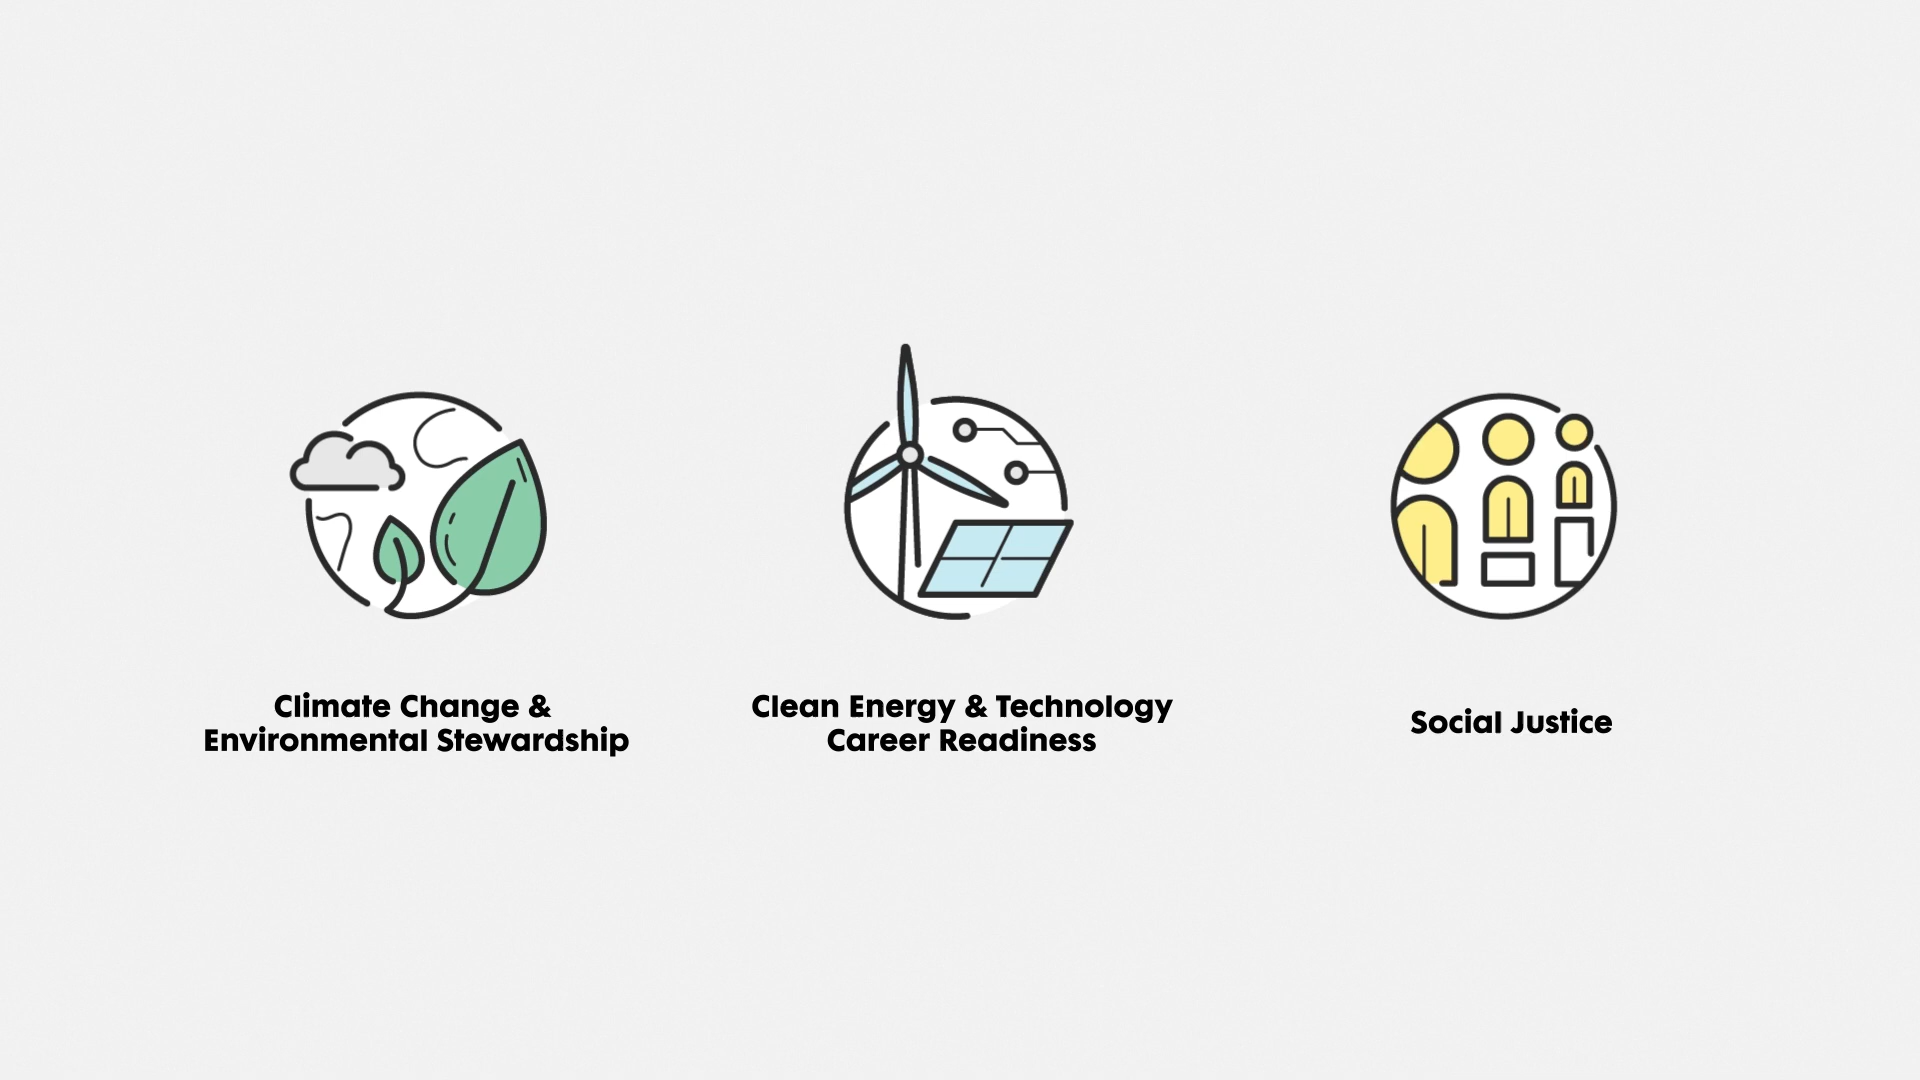 Climate Change &
Environmental Stewardship
Clean Energy & Technology
Career Readiness
Social Justice